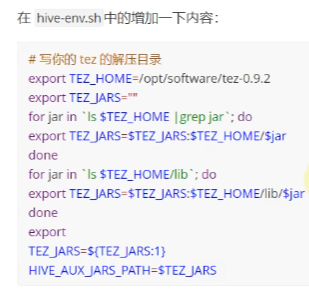 在 hive-env.sh 中的增加一下内容：
# 写你的 tez 的解压目录
export TEZ_HOME=/opt/software/tez-0.9.2
export TEZ_JARS=""
for jar in `ls $TEZ_HOME |grep jar`; do
export TEZ_JARS=$TEZ_JARS:$TEZ_HOME/$jar
done
for jar in `ls $TEZ_HOME/lib`; do
export TEZ_JARS=$TEZ_JARS:$TEZ_HOME/lib/$jar
done
export
TEZ_JARS=${TEZ_JARS:1}
HIVE_AUX_JARS_PATH=$TEZ_JARS